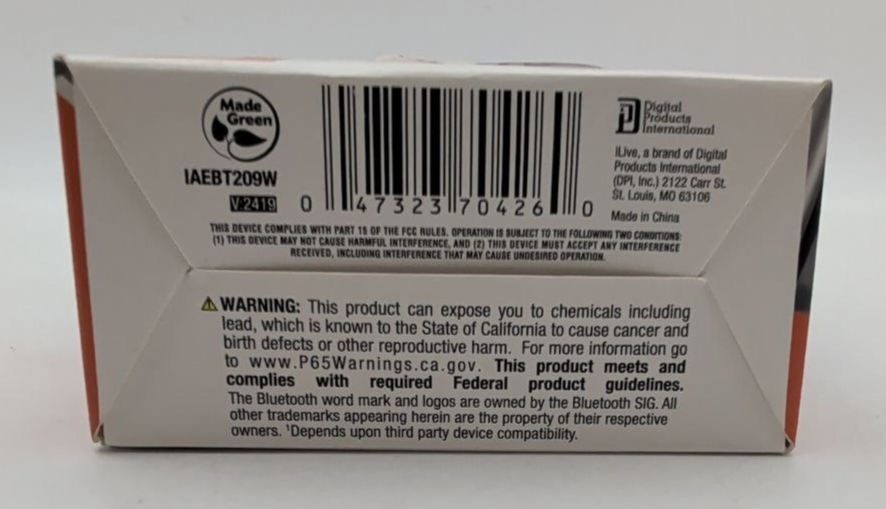 Made
Green
IAEBT209W
V:2419
0 47323 70426 0
Digital
Products
International
iLive, a brand of Digital
Products International
(DPI, Inc.) 2122 Carr St.
St. Louis, MO 63106
Made in China
THIS DEVICE COMPLIES WITH PART 15 OF THE FCC RULES. OPERATION IS SUBJECT TO THE FOLLOWING TWO CONDITIONS:
(1) THIS DEVICE MAY NOT CAUSE HARMFUL INTERFERENCE, AND (2) THIS DEVICE MUST ACCEPT ANY INTERFERENCE
RECEIVED, INCLUDING INTERFERENCE THAT MAY CAUSE UNDESIRED OPERATION.
⚠ WARNING: This product can expose you to chemicals including
lead, which is known to the State of California to cause cancer and
birth defects or other reproductive harm. For more information go
to www.P65Warnings.ca.gov. This product meets and
complies with required Federal product guidelines.
The Bluetooth word mark and logos are owned by the Bluetooth SIG. All
other trademarks appearing herein are the property of their respective
owners. ¹Depends upon third party device compatibility.